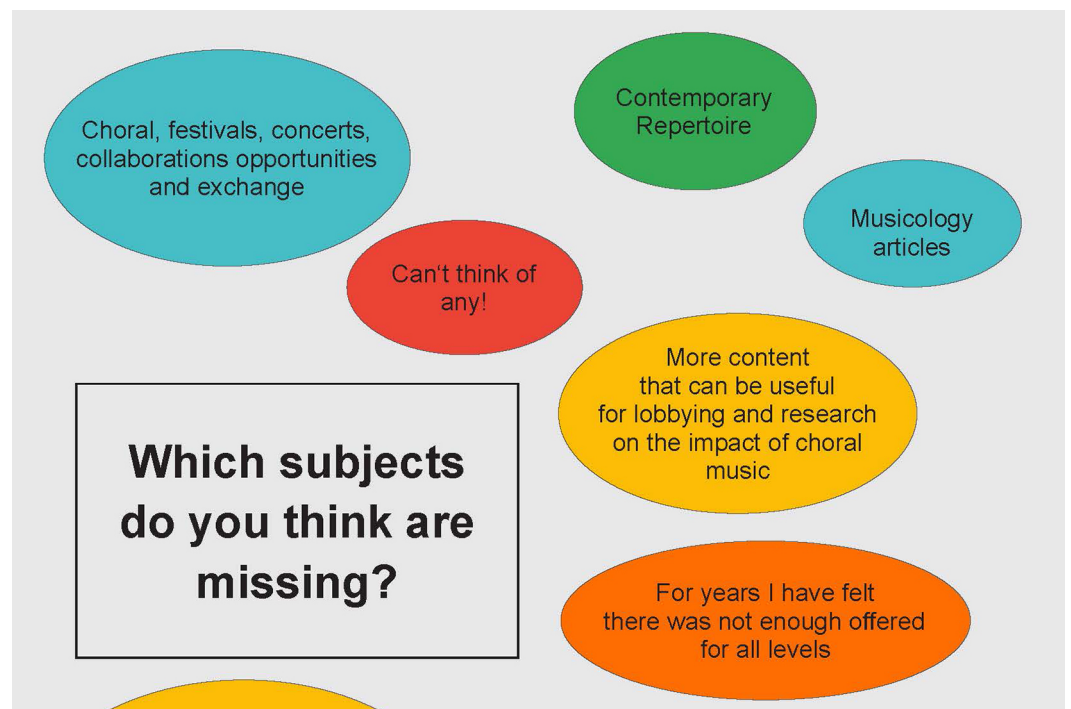 Choral, festivals, concerts,
collaborations opportunities
and exchange
Contemporary
Repertoire
Musicology
articles
Can't think of
any!
More content
that can be useful
for lobbying and research
on the impact of choral
music
Which subjects
do you think are
missing?
For years I have felt
there was not enough offered
for all levels